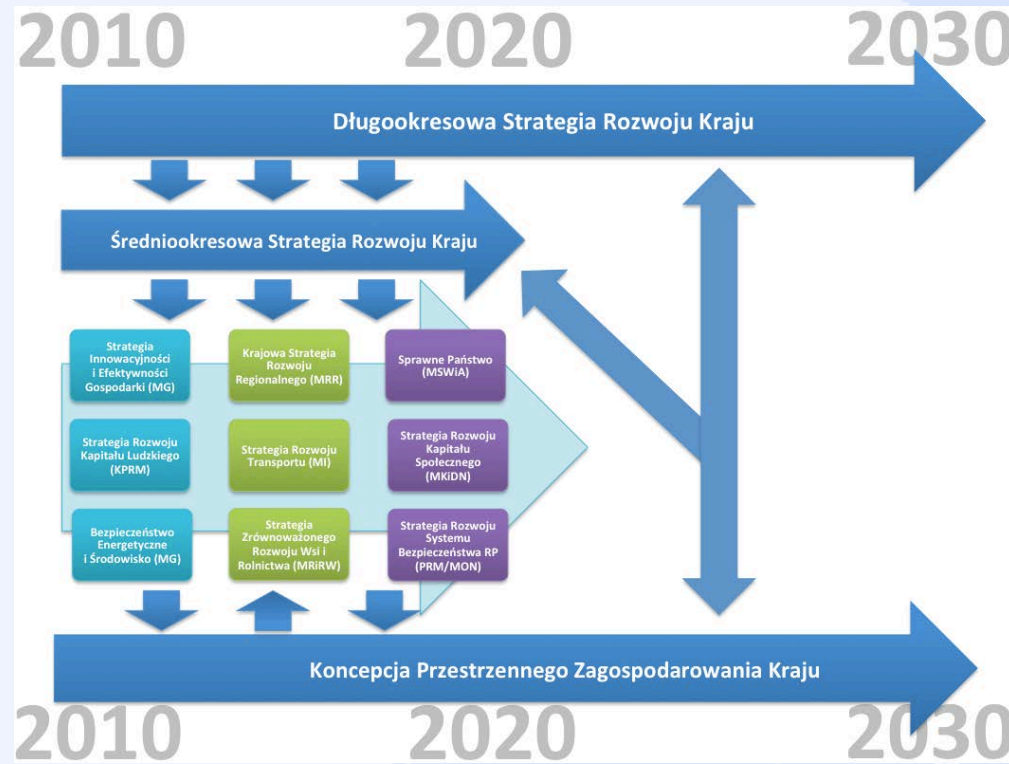 2010 2020 2030
Długookresowa Strategia Rozwoju Kraju
Średniookresowa Strategia Rozwoju Kraju
Strategia
Innowacyjności
i Efektywności
Gospodarki (MG)
Krajowa Strategia
Rozwoju
Regionalnego (MRR)
Sprawne Państwo
(MSWiA)
Strategia Rozwoju
Kapitału Ludzkiego
(KPRM)
Strategia Rozwoju
Transportu (MI)
Strategia Rozwoju
Kapitału
Społecznego
(MKiDN)
Bezpieczeństwo
Energetyczne
i Środowisko (MG)
Strategia
Zrównoważonego
Rozwoju Wsi i
Rolnictwa (MRiRW)
Strategia Rozwoju
Systemu
Bezpieczeństwa RP
(PRM/MON)
Koncepcja Przestrzennego Zagospodarowania Kraju
2010 2020 2030